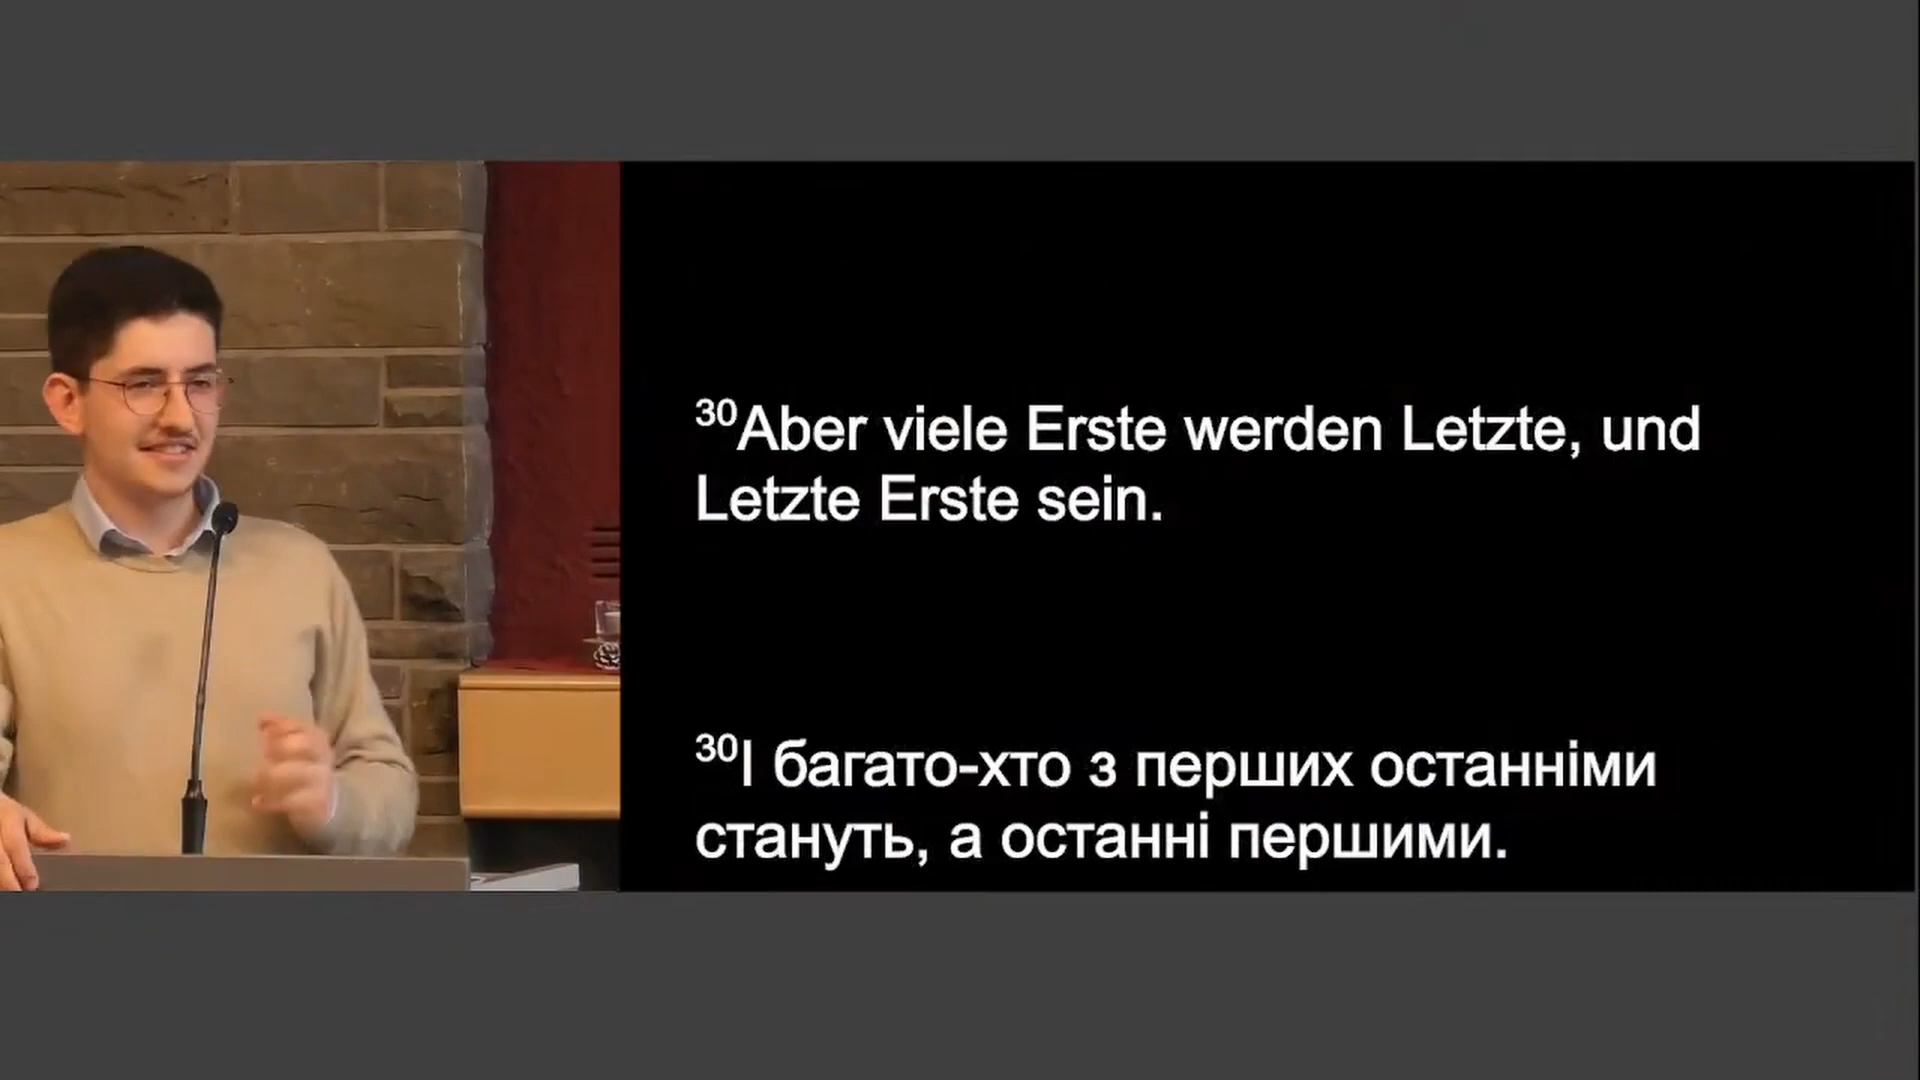 ³⁰Aber viele Erste werden Letzte, und
Letzte Erste sein.
³⁰І багато-хто з перших останніми
стануть, а останні першими.